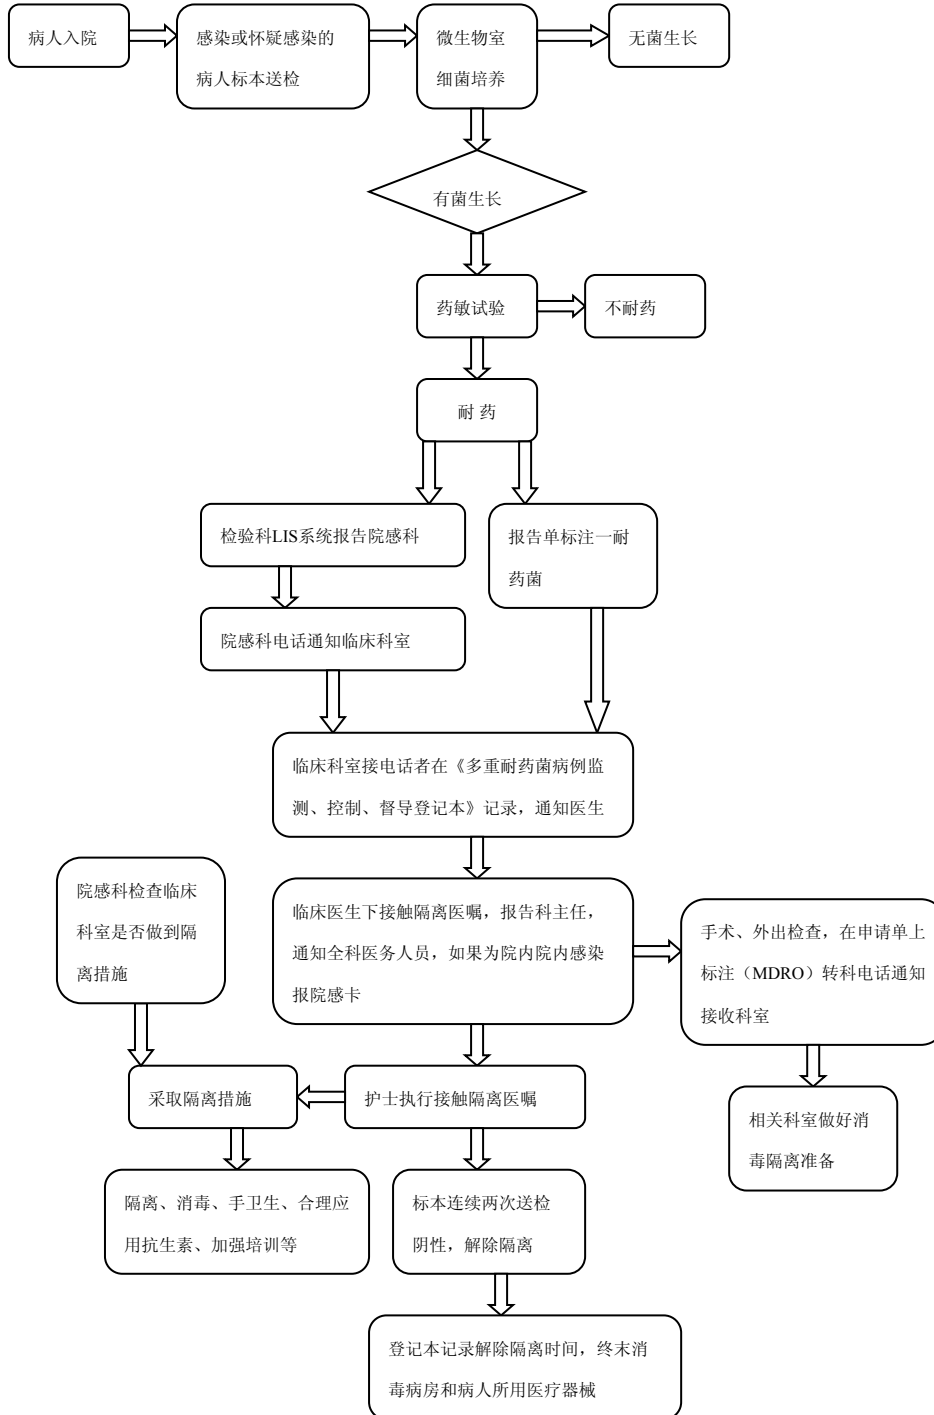 病人入院
感染或怀疑感染的
病人标本送检
微生物室
细菌培养
无菌生长
有菌生长
药敏试验
不耐药
耐 药
检验科LIS系统报告院感科
报告单标注一耐
药菌
院感科电话通知临床科室
临床科室接电话者在《多重耐药菌病例监
测、控制、督导登记本》记录，通知医生
院感科检查临床
科室是否做到隔
离措施
临床医生下接触隔离医嘱，报告科主任，
通知全科医务人员，如果为院内院内感染
报院感卡
手术、外出检查，在申请单上
标注（MDRO）转科电话通知
接收科室
采取隔离措施
护士执行接触隔离医嘱
相关科室做好消
毒隔离准备
隔离、消毒、手卫生、合理应
用抗生素、加强培训等
标本连续两次送检
阴性，解除隔离
登记本记录解除隔离时间，终末消
毒病房和病人所用医疗器械